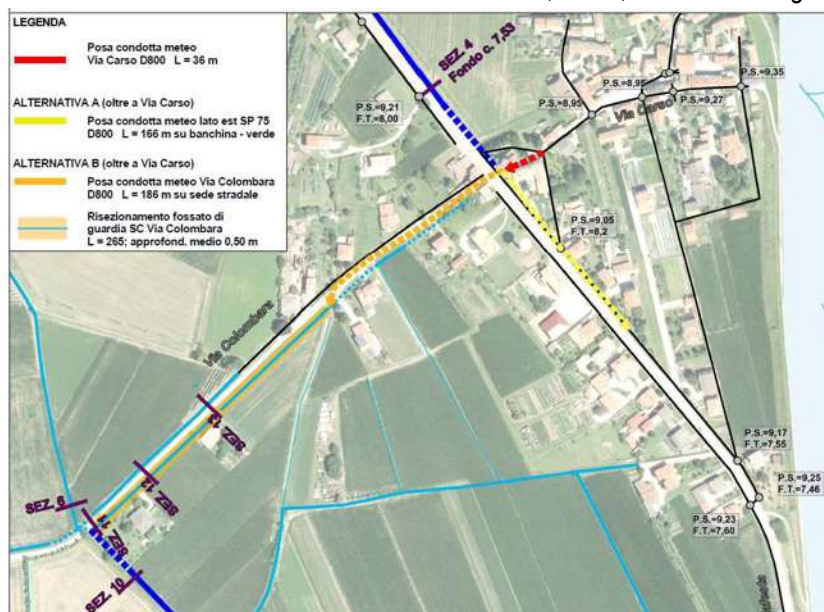 LEGENDA
Posa condotta meteo
Via Carso D800 L = 36 m
ALTERNATIVA A (oltre a Via Carso)
Posa condotta meteo lato est SP 75
D800 L = 166 m su banchina - verde
ALTERNATIVA B (oltre a Via Carso)
Posa condotta meteo Via Colombara
D800 L = 186 m su sede stradale
Risezionamento fossato di
guardia SC Via Colombara
L = 265; approfond. medio 0,50 m
SEZ. 4
Fondo c. 7,53
P.S.=9,21
F.T.=8,00
P.S.=8,95
P.S.=8,95
P.S.=9,35
P.S.=9,27
Via Carso
P.S.=9,05
F.T.=8,2
Via Colombara
SEZ. 13
SEZ. 12
SEZ. 6
SEZ. 11
SEZ. 10
P.S.=9,17
F.T.=7,55
P.S.=9,25
F.T.=7,46
P.S.=9,23
F.T.=7,60